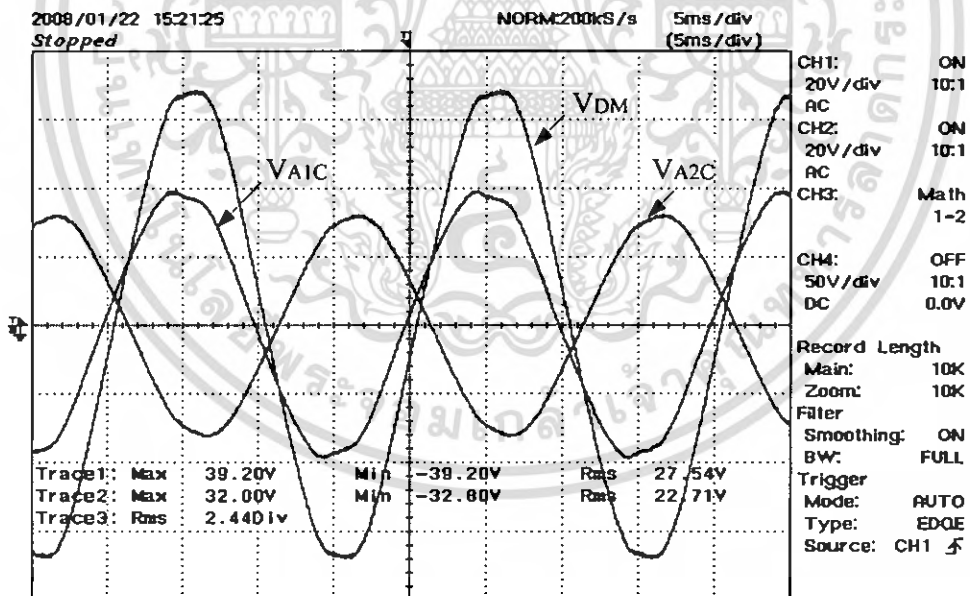 2008/01/22 15:21:25 NORM:200kS/s 5ms/div
Stopped (5ms/div)
CH1: ON
20V/div 10:1
AC
CH2: ON
20V/div 10:1
AC
CH3: Math
1-2
CH4: OFF
50V/div 10:1
DC 0.0V
Record Length
Main: 10K
Zoom: 10K
Filter
Smoothing: ON
BW: FULL
Trigger
Mode: AUTO
Type: EDGE
Source: CH1
VDM
VA1C
VA2C
Trace1: Max 39.20V Min -39.20V Rms 27.54V
Trace2: Max 32.00V Min -32.80V Rms 22.71V
Trace3: Rms 2.44Div